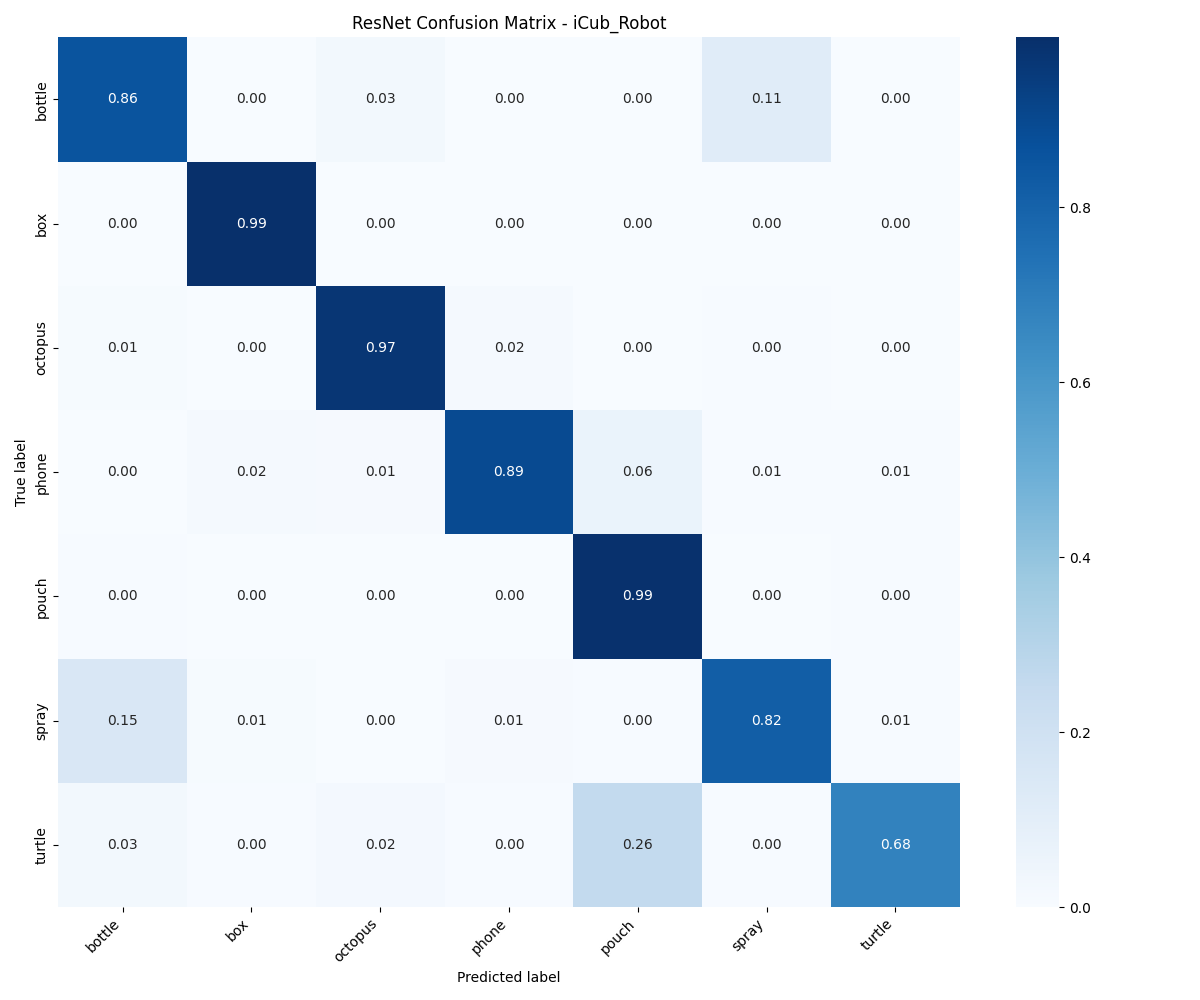 ResNet Confusion Matrix - iCub_Robot
bottle 0.86 0.00 0.03 0.00 0.00 0.11 0.00
box 0.00 0.99 0.00 0.00 0.00 0.00 0.00
octopus 0.01 0.00 0.97 0.02 0.00 0.00 0.00
phone 0.00 0.02 0.01 0.89 0.06 0.01 0.01
pouch 0.00 0.00 0.00 0.00 0.99 0.00 0.00
spray 0.15 0.01 0.00 0.01 0.00 0.82 0.01
turtle 0.03 0.00 0.02 0.00 0.26 0.00 0.68
True label
bottle box octopus phone pouch spray turtle
Predicted label
0.8
0.6
0.4
0.2
0.0